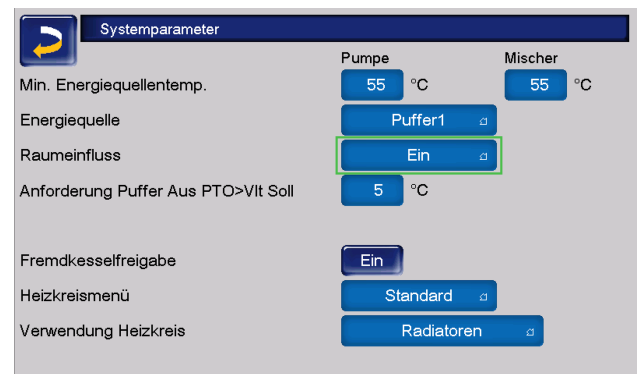 Systemparameter
Pumpe Mischer
Min. Energiequellentemp. 55 °C 55 °C
Energiequelle Puffer1
Raumeinfluss Ein
Anforderung Puffer Aus PTO>Vlt Soll 5 °C
Fremdkesselfreigabe Ein
Heizkreismenü Standard
Verwendung Heizkreis Radiatoren